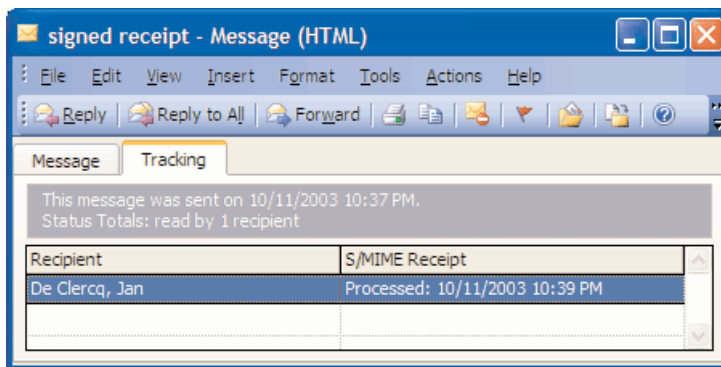 signed receipt - Message (HTML)
File Edit View Insert Format Tools Actions Help
Reply Reply to All Forward
Message Tracking
This message was sent on 10/11/2003 10:37 PM.
Status Totals: read by 1 recipient
Recipient S/MIME Receipt
De Clercq, Jan Processed: 10/11/2003 10:39 PM